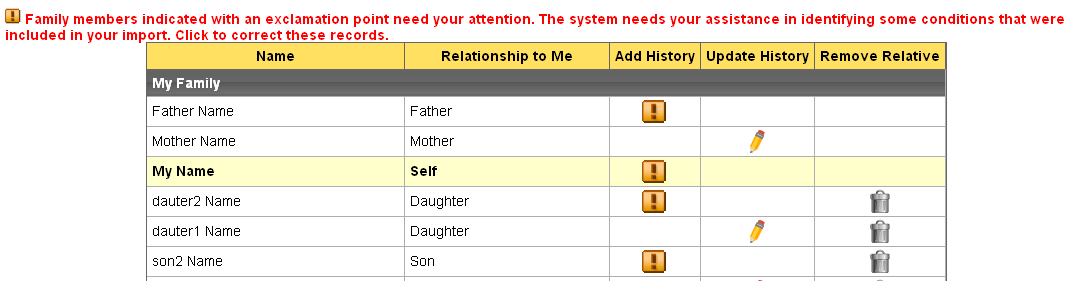 Family members indicated with an exclamation point need your attention. The system needs your assistance in identifying some conditions that were
included in your import. Click to correct these records.
Name Relationship to Me Add History Update History Remove Relative
My Family
Father Name Father
Mother Name Mother
My Name Self
dauter2 Name Daughter
dauter1 Name Daughter
son2 Name Son